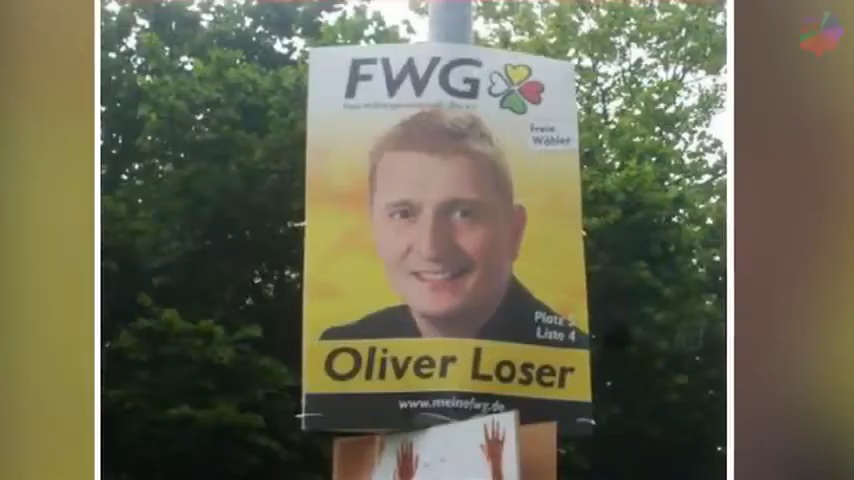 FWG
Freie
Wähler
Platz 5
Liste 4
Oliver Loser
www.meinefwg.de